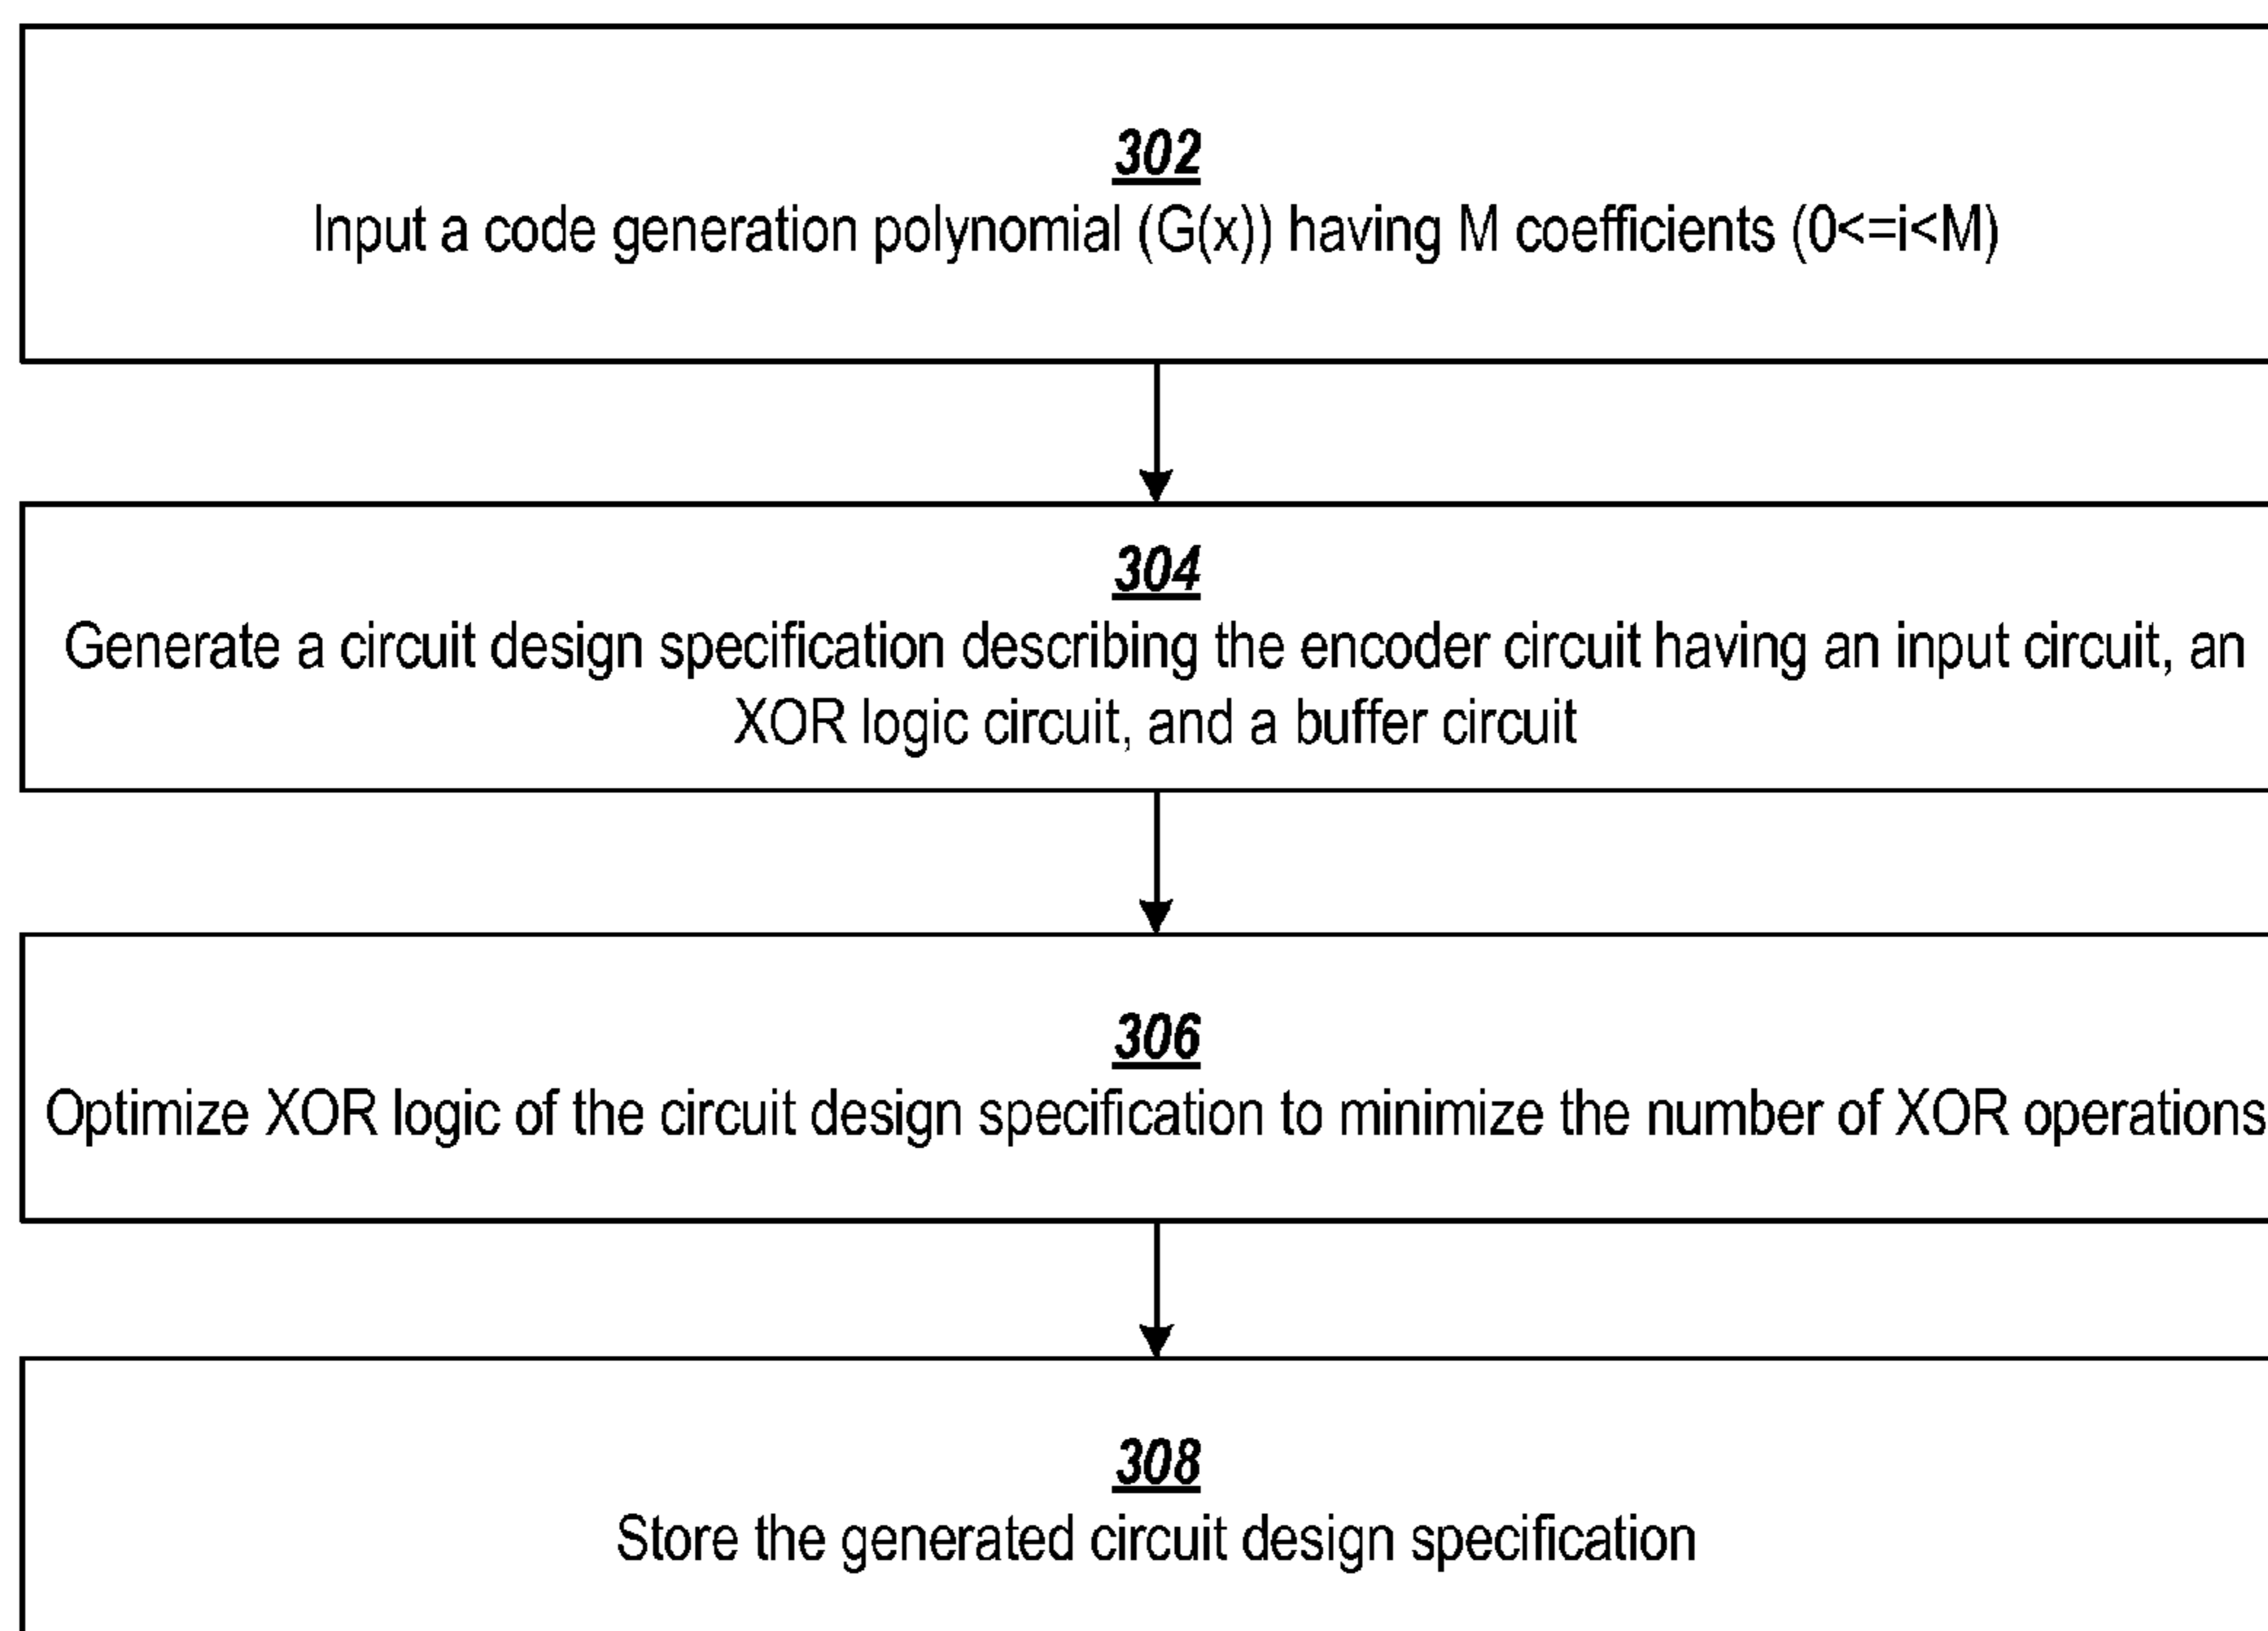 302
Input a code generation polynomial (G(x)) having M coefficients (0<=i<M)
304
Generate a circuit design specification describing the encoder circuit having an input circuit, an
XOR logic circuit, and a buffer circuit
306
Optimize XOR logic of the circuit design specification to minimize the number of XOR operations
308
Store the generated circuit design specification